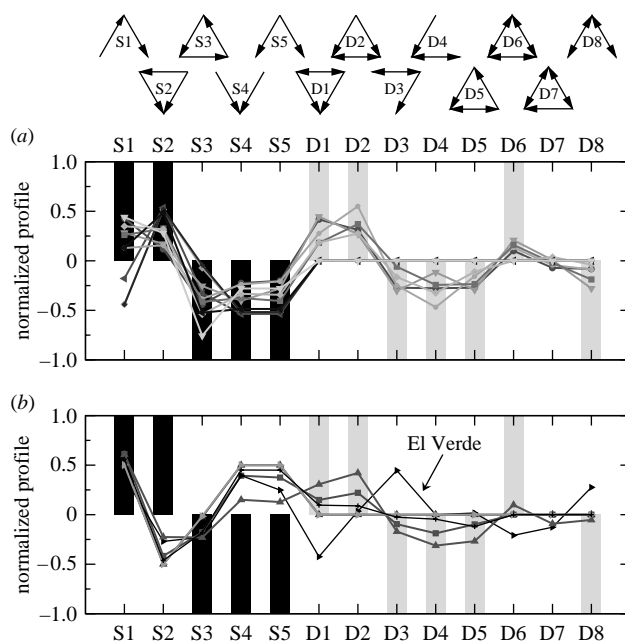 S1 S3 S5 D2 D4 D6 D8
S2 S4 D1 D3 D5 D7
(a) S1 S2 S3 S4 S5 D1 D2 D3 D4 D5 D6 D7 D8
1.0
0.5
0
−0.5
−1.0
normalized profile
(b)
1.0
0.5
0
−0.5
−1.0
normalized profile
El Verde
S1 S2 S3 S4 S5 D1 D2 D3 D4 D5 D6 D7 D8